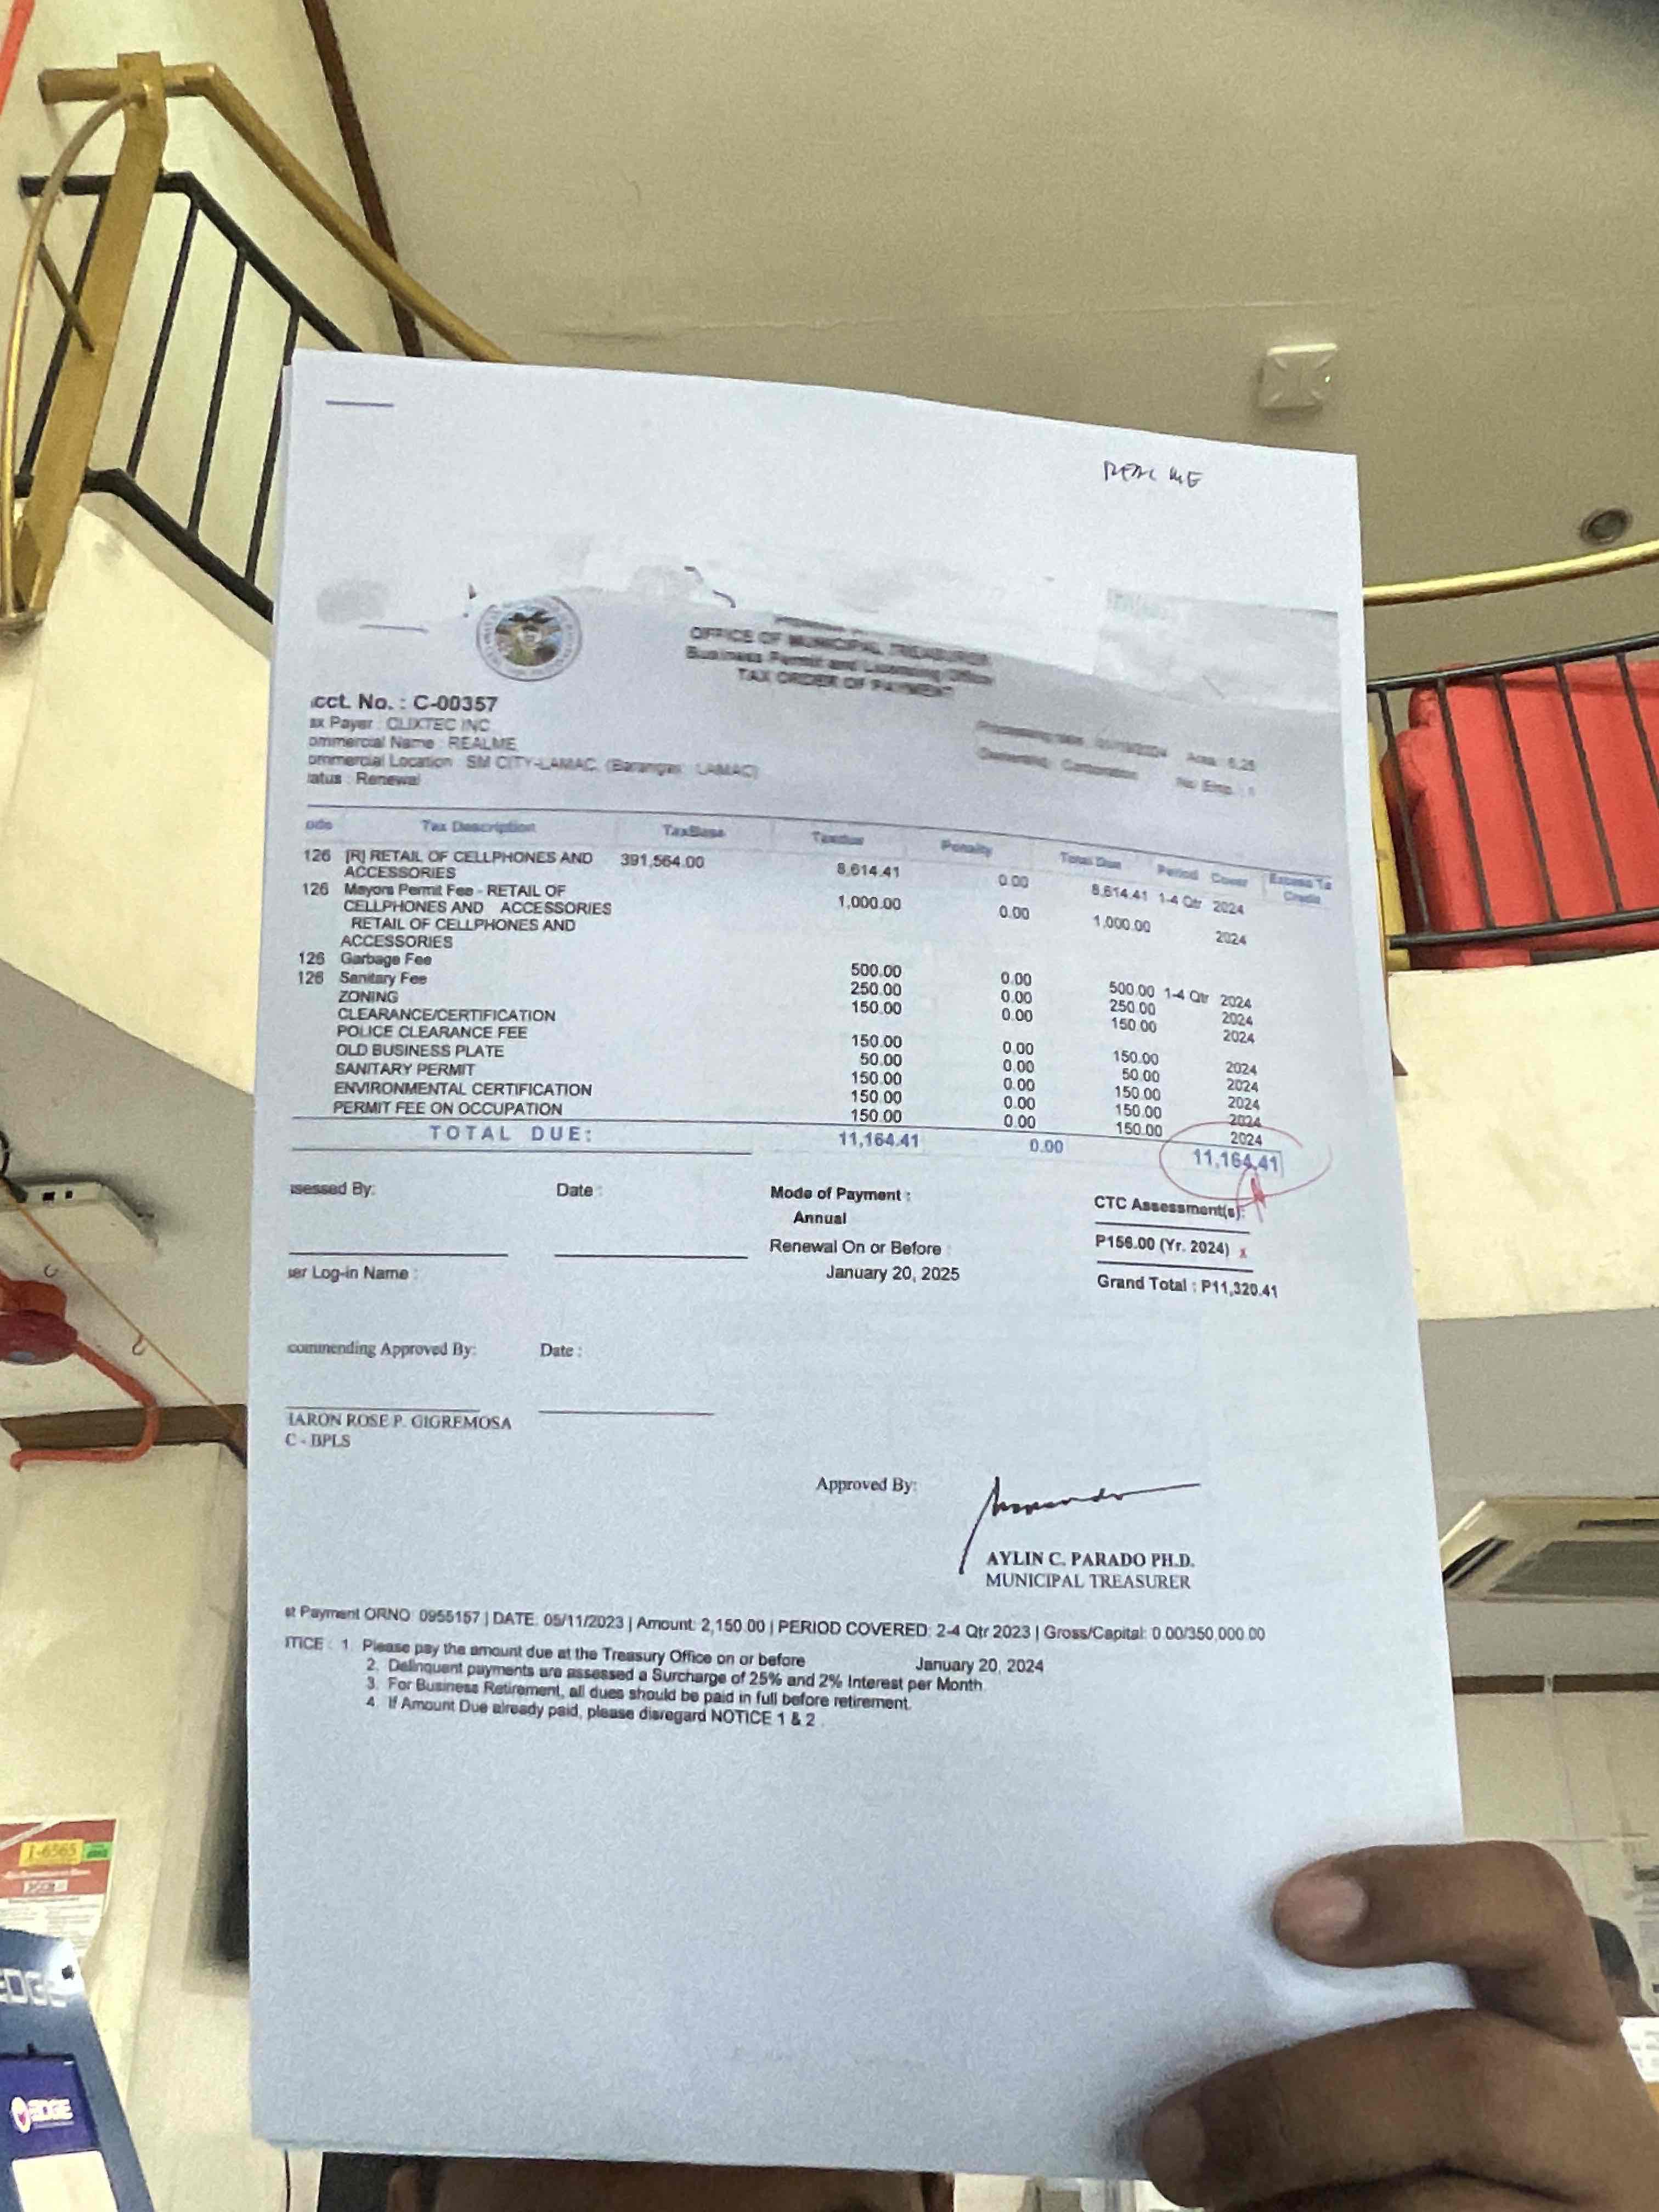 REALME
OFFICE OF MUNICIPAL TREASURER
Business Permit and Licensing Office
TAX ORDER OF PAYMENT
cct. No. : C-00357
ax Payer : CLIXTEC INC
ommercial Name : REALME
ommercial Location : SM CITY-LAMAC, (Barangay : LAMAC)
atus : Renewal
Area : 6.25
Ownership : Corporation No Emp. : 1
ode Tax Description TaxBase Taxdue Penalty Total Due Period Cover Excess Tax Credit
126 [R] RETAIL OF CELLPHONES AND ACCESSORIES 391,564.00 8,614.41 0.00 8,614.41 1-4 Qtr 2024
126 Mayors Permit Fee - RETAIL OF CELLPHONES AND ACCESSORIES 1,000.00 0.00 1,000.00 2024
RETAIL OF CELLPHONES AND ACCESSORIES
126 Garbage Fee 500.00 0.00 500.00 1-4 Qtr 2024
126 Sanitary Fee 250.00 0.00 250.00 2024
ZONING CLEARANCE/CERTIFICATION 150.00 0.00 150.00 2024
POLICE CLEARANCE FEE 150.00 0.00 150.00 2024
OLD BUSINESS PLATE 50.00 0.00 50.00 2024
SANITARY PERMIT 150.00 0.00 150.00 2024
ENVIRONMENTAL CERTIFICATION 150.00 0.00 150.00 2024
PERMIT FEE ON OCCUPATION 150.00 0.00 150.00 2024
TOTAL DUE: 11,164.41 0.00 11,164.41
ssessed By: Date : Mode of Payment : CTC Assessment(s):
Annual
Renewal On or Before : P156.00 (Yr. 2024) x
ser Log-in Name : January 20, 2025 Grand Total : P11,320.41
commending Approved By: Date :
HARON ROSE P. GIGREMOSA
C - BPLS
Approved By:
AYLIN C. PARADO PH.D.
MUNICIPAL TREASURER
st Payment ORNO: 0955157 | DATE: 05/11/2023 | Amount: 2,150.00 | PERIOD COVERED: 2-4 Qtr 2023 | Gross/Capital: 0.00/350,000.00
ITICE : 1. Please pay the amount due at the Treasury Office on or before January 20, 2024
2. Delinquent payments are assessed a Surcharge of 25% and 2% Interest per Month
3. For Business Retirement, all dues should be paid in full before retirement.
4. If Amount Due already paid, please disregard NOTICE 1 & 2 .
1-6565
EDGE
EDGE